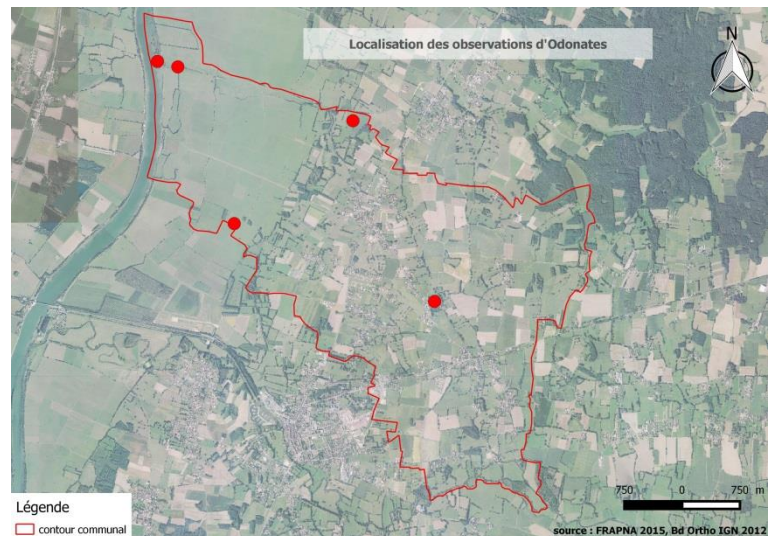 Localisation des observations d'Odonates
N
Légende
contour communal
750 0 750 m
source : FRAPNA 2015, Bd Ortho IGN 2012